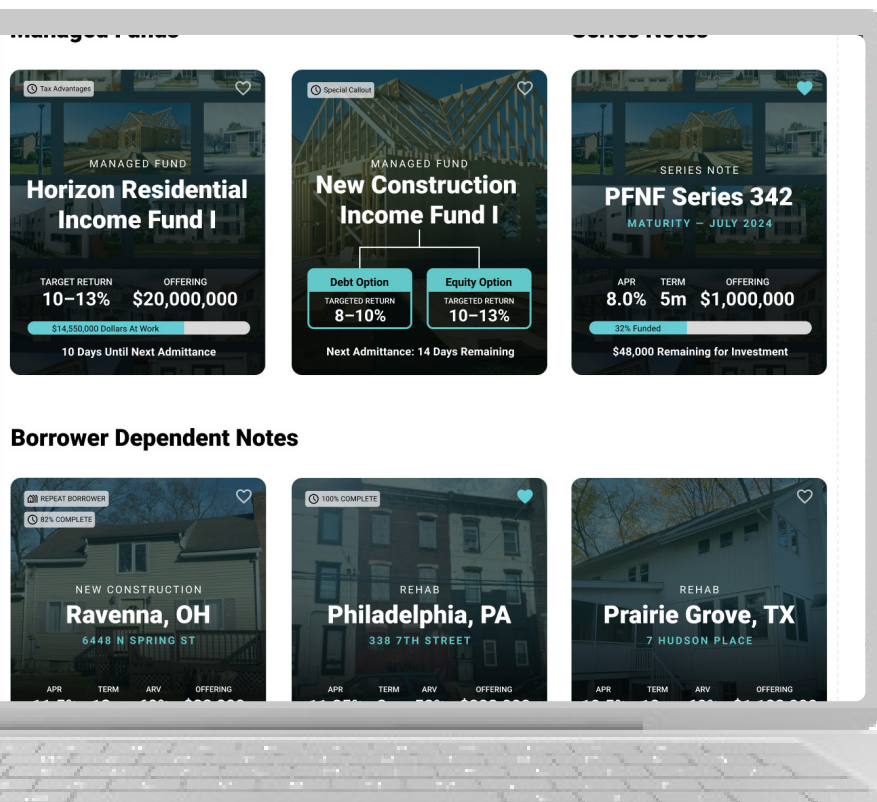 Managed Funds
Series Notes
Tax Advantages
MANAGED FUND
Horizon Residential
Income Fund I
TARGET RETURN
OFFERING
10–13%
$20,000,000
$14,550,000 Dollars At Work
10 Days Until Next Admittance
Special Callout
MANAGED FUND
New Construction
Income Fund I
Debt Option
TARGETED RETURN
8–10%
Equity Option
TARGETED RETURN
10–13%
Next Admittance: 14 Days Remaining
SERIES NOTE
PFNF Series 342
MATURITY – JULY 2024
APR
TERM
OFFERING
8.0%
5m
$1,000,000
32% Funded
$48,000 Remaining for Investment
Borrower Dependent Notes
REPEAT BORROWER
82% COMPLETE
NEW CONSTRUCTION
Ravenna, OH
6448 N SPRING ST
APR
TERM
ARV
OFFERING
100% COMPLETE
REHAB
Philadelphia, PA
338 7TH STREET
APR
TERM
ARV
OFFERING
REHAB
Prairie Grove, TX
7 HUDSON PLACE
APR
TERM
ARV
OFFERING